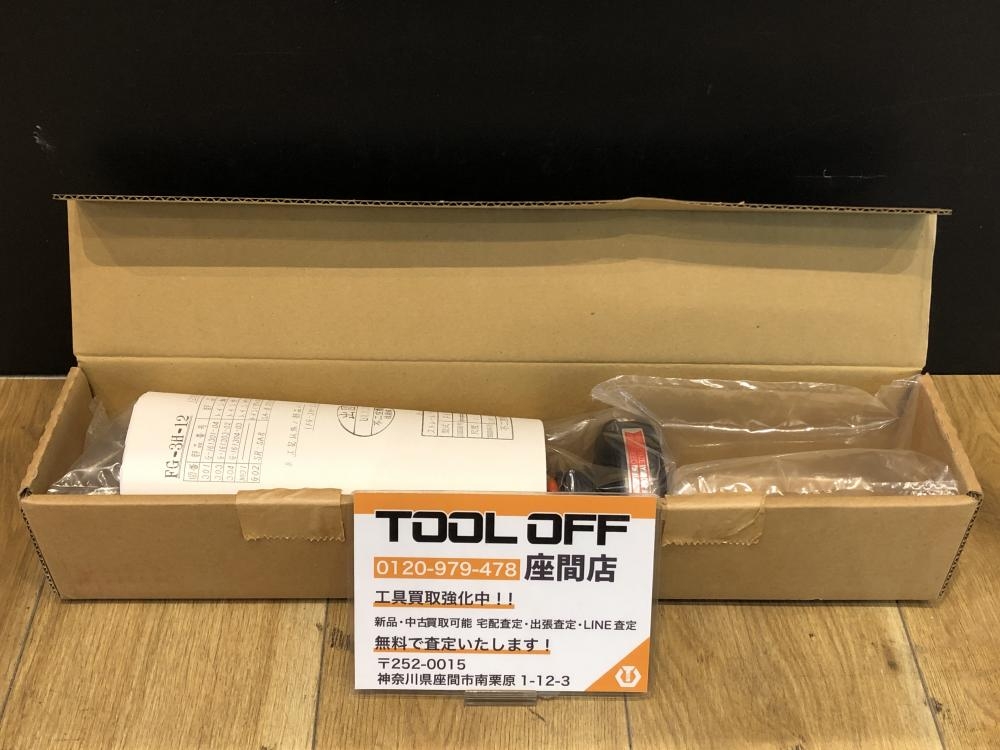 FG-3H-12
TOOL OFF
0120-979-478 座間店
工具買取強化中!!
新品・中古買取可能 宅配査定・出張査定・LINE査定
無料で査定いたします!
〒252-0015
神奈川県座間市南栗原 1-12-3